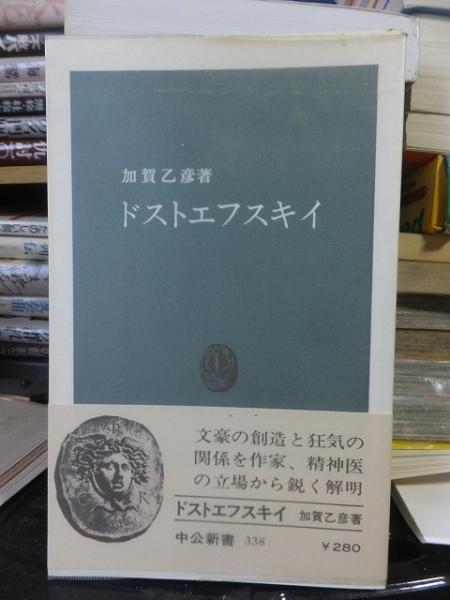 加賀乙彦著
ドストエフスキイ
文豪の創造と狂気の
関係を作家、精神医
の立場から鋭く解明
ドストエフスキイ 加賀乙彦著
中公新書 338
￥280